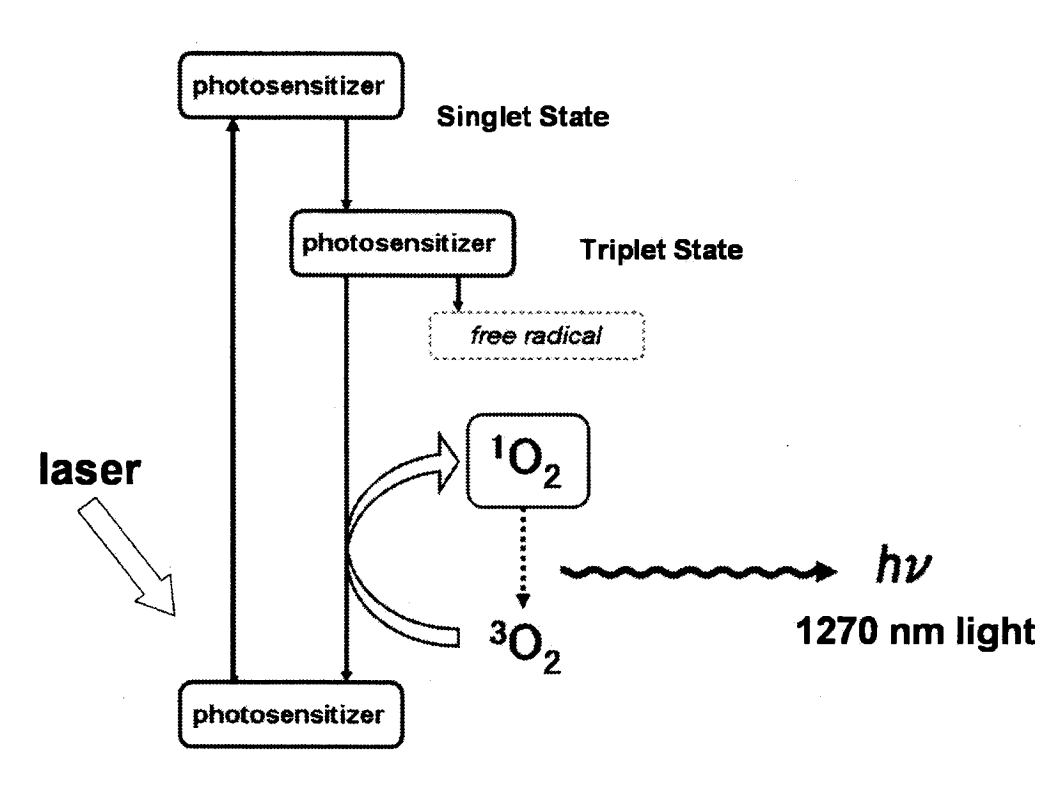 photosensitizer
Singlet State
photosensitizer
Triplet State
free radical
laser
¹O₂
hν
³O₂
1270 nm light
photosensitizer